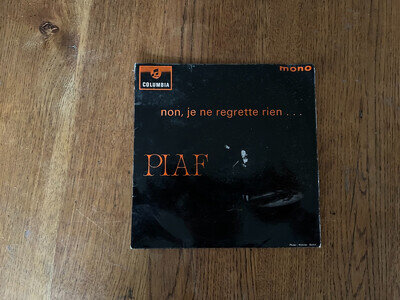 COLUMBIA
mono
non, je ne regrette rien . . .
PIAF